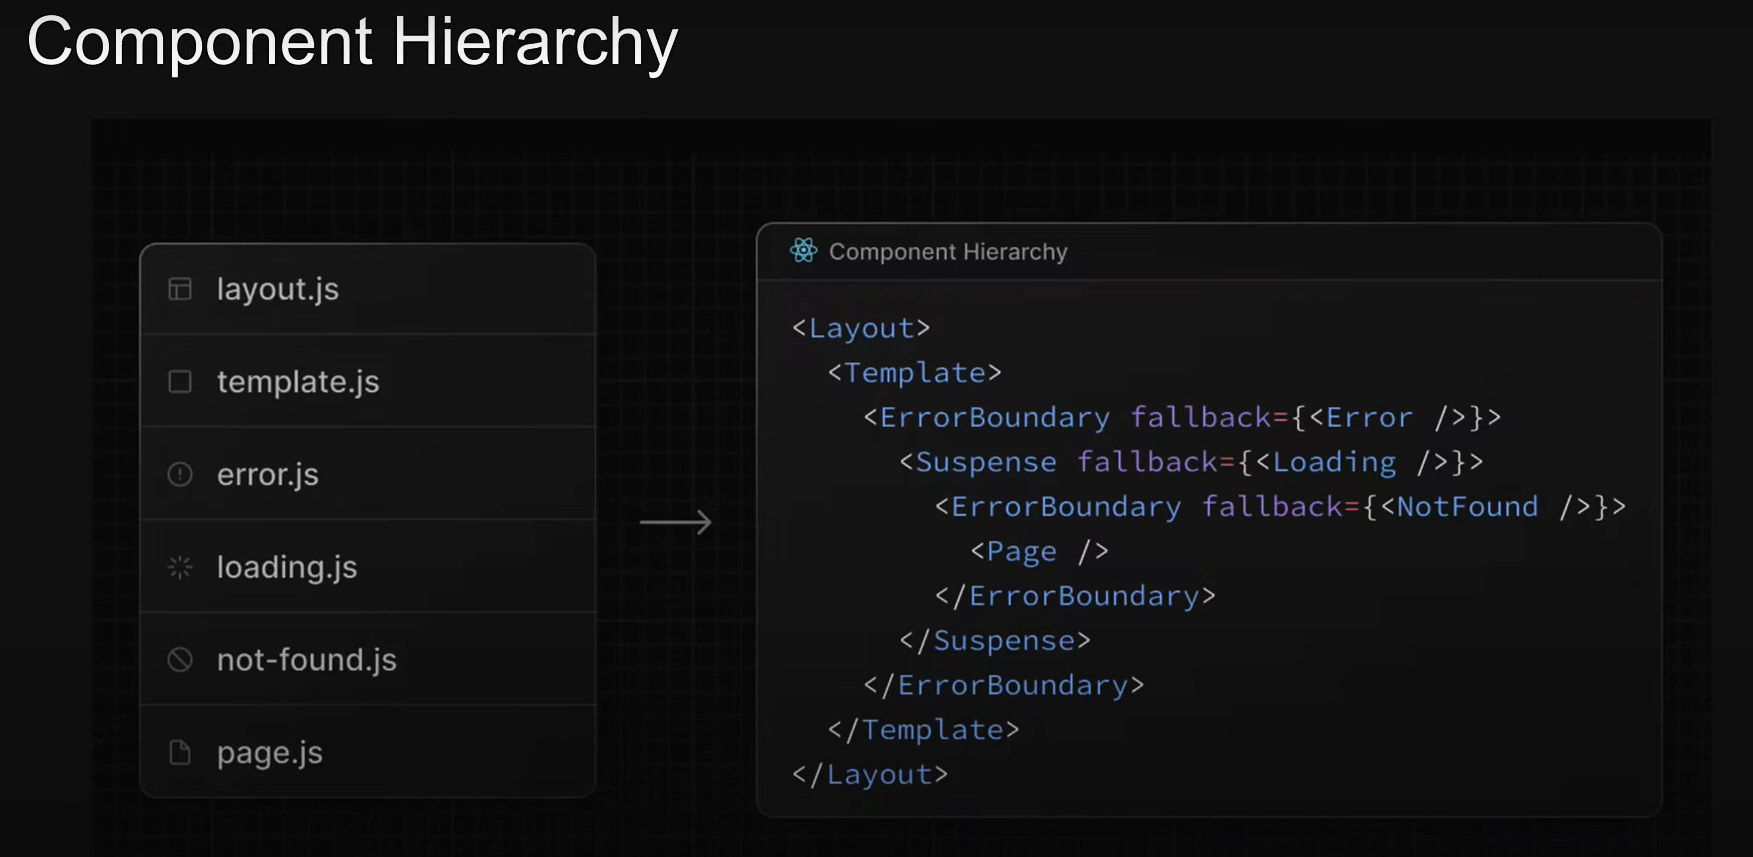 Component Hierarchy
layout.js
template.js
error.js
loading.js
not-found.js
page.js
Component Hierarchy
<Layout>
<Template>
<ErrorBoundary fallback={<Error />}>
<Suspense fallback={<Loading />}>
<ErrorBoundary fallback={<NotFound />}>
<Page />
</ErrorBoundary>
</Suspense>
</ErrorBoundary>
</Template>
</Layout>